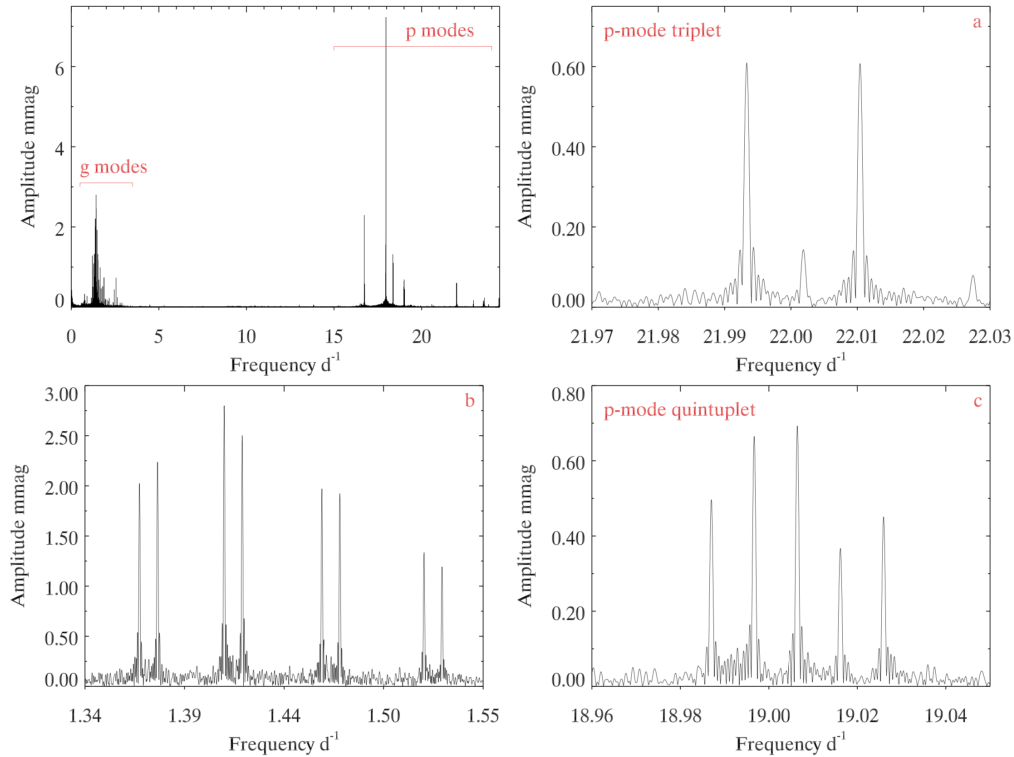 p modes
g modes
Amplitude mmag
6
4
2
0
0 5 10 15 20
Frequency d-1
a
p-mode triplet
Amplitude mmag
0.60
0.40
0.20
0.00
21.97 21.98 21.99 22.00 22.01 22.02 22.03
Frequency d-1
b
Amplitude mmag
3.00
2.50
2.00
1.50
1.00
0.50
0.00
1.34 1.39 1.44 1.50 1.55
Frequency d-1
c
p-mode quintuplet
Amplitude mmag
0.80
0.60
0.40
0.20
0.00
18.96 18.98 19.00 19.02 19.04
Frequency d-1